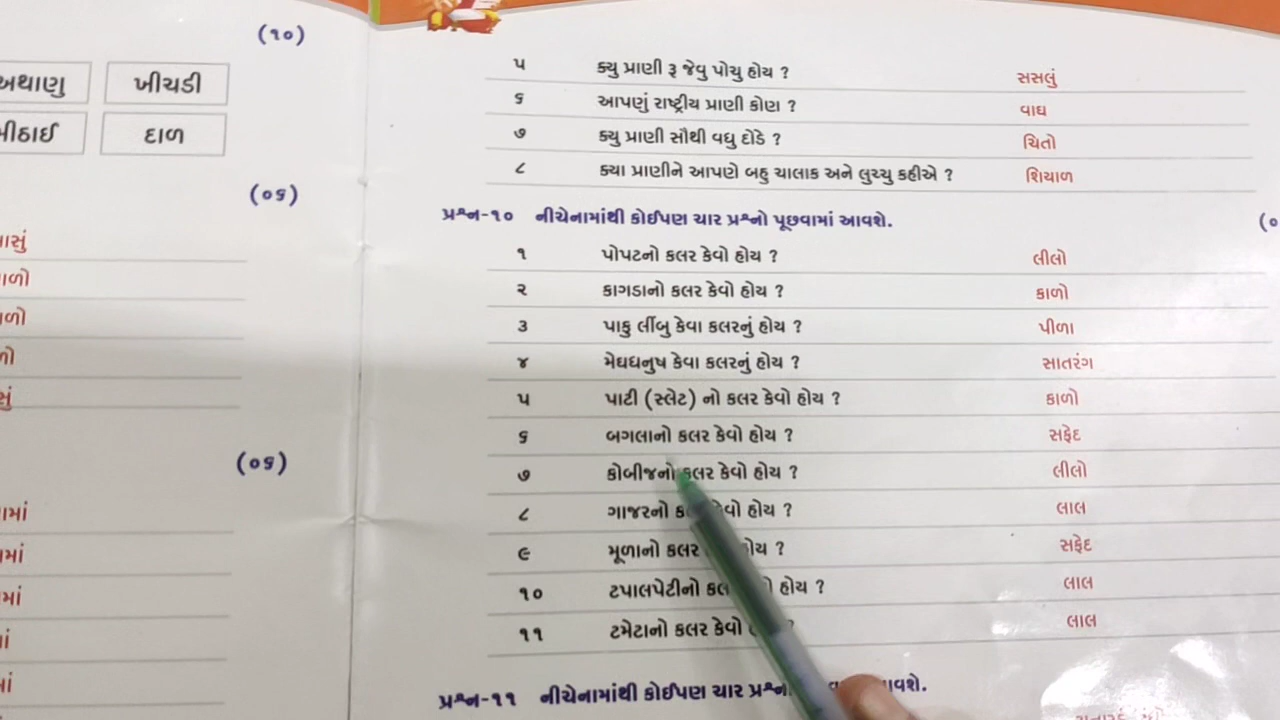 (૧૦)
ખીચડી
દાળ
(૦૬)
(૦૬)
૫ ક્યુ પ્રાણી રૂ જેવુ પોચુ હોય ? સસલું
૬ આપણું રાષ્ટ્રીય પ્રાણી કોણ ? વાઘ
૭ ક્યુ પ્રાણી સૌથી વધુ દોડે ? ચિતો
૮ ક્યા પ્રાણીને આપણે બહુ ચાલાક અને લુચ્ચુ કહીએ ? શિયાળ
પ્રશ્ન-૧૦ નીચેનામાંથી કોઈપણ ચાર પ્રશ્નો પૂછવામાં આવશે.
૧ પોપટનો કલર કેવો હોય ? લીલો
૨ કાગડાનો કલર કેવો હોય ? કાળો
૩ પાકુ લીંબુ કેવા કલરનું હોય ? પીળા
૪ મેઘધનુષ કેવા કલરનું હોય ? સાતરંગ
૫ પાટી (સ્લેટ) નો કલર કેવો હોય ? કાળો
૬ બગલાનો કલર કેવો હોય ? સફેદ
૭ કોબીજનો કલર કેવો હોય ? લીલો
૮ ગાજરનો હોય ? લાલ
૯ મૂળાનો કલર હોય ? સફેદ
૧૦ ટપાલપેટીનો હોય ? લાલ
૧૧ ટમેટાનો કલર કેવો ? લાલ
પ્રશ્ન-૧૧ નીચેનામાંથી કોઈપણ ચાર આવશે.